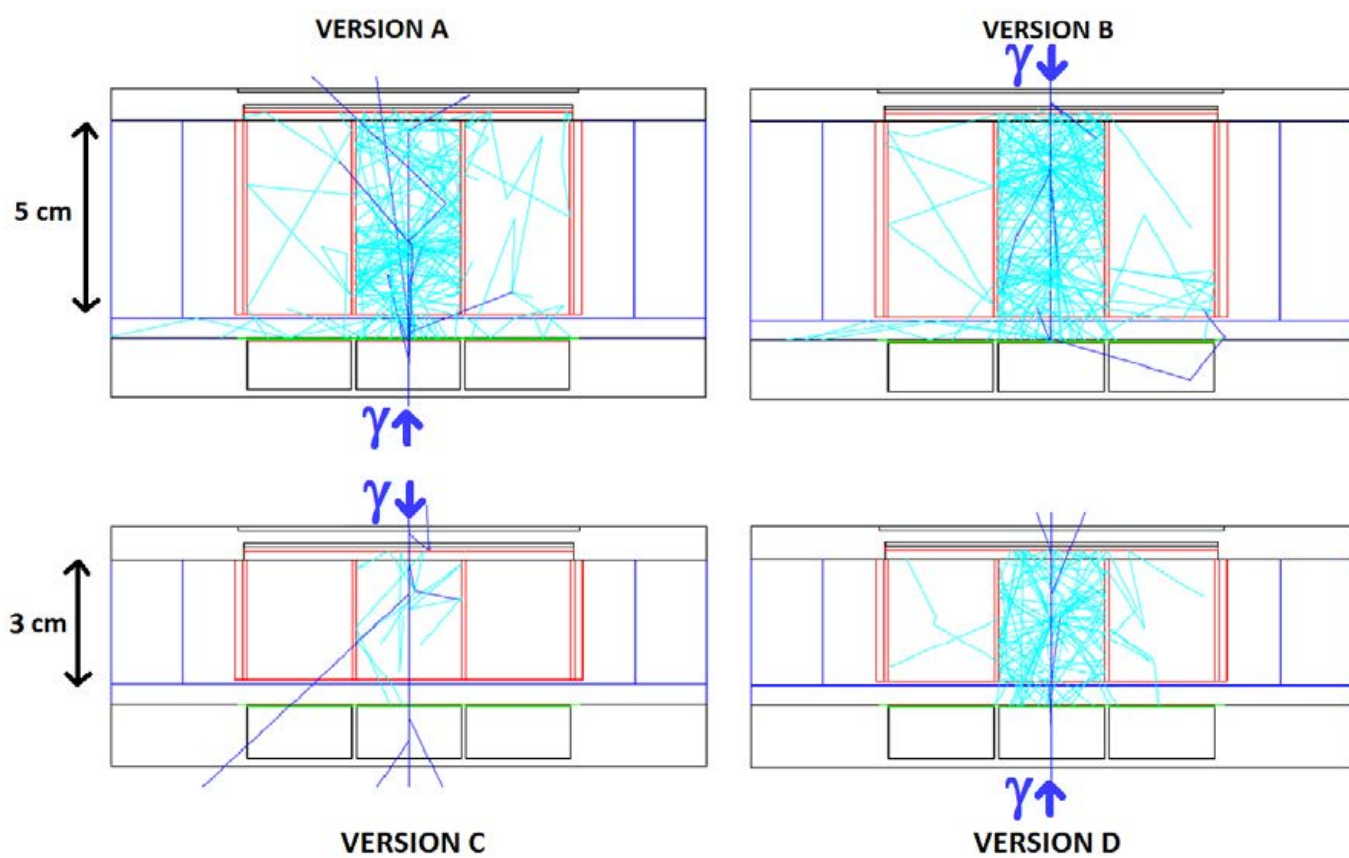 VERSION A
VERSION B
γ
5 cm
γ
γ
3 cm
γ
VERSION C
VERSION D